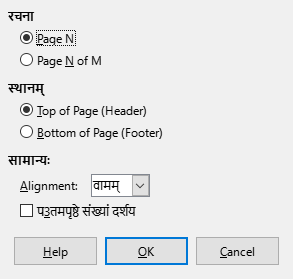 रचना
Page N
Page N of M
स्थानम्
Top of Page (Header)
Bottom of Page (Footer)
सामान्यः
Alignment: वामम्
प3तमपृष्ठे संख्यां दर्शय
Help OK Cancel